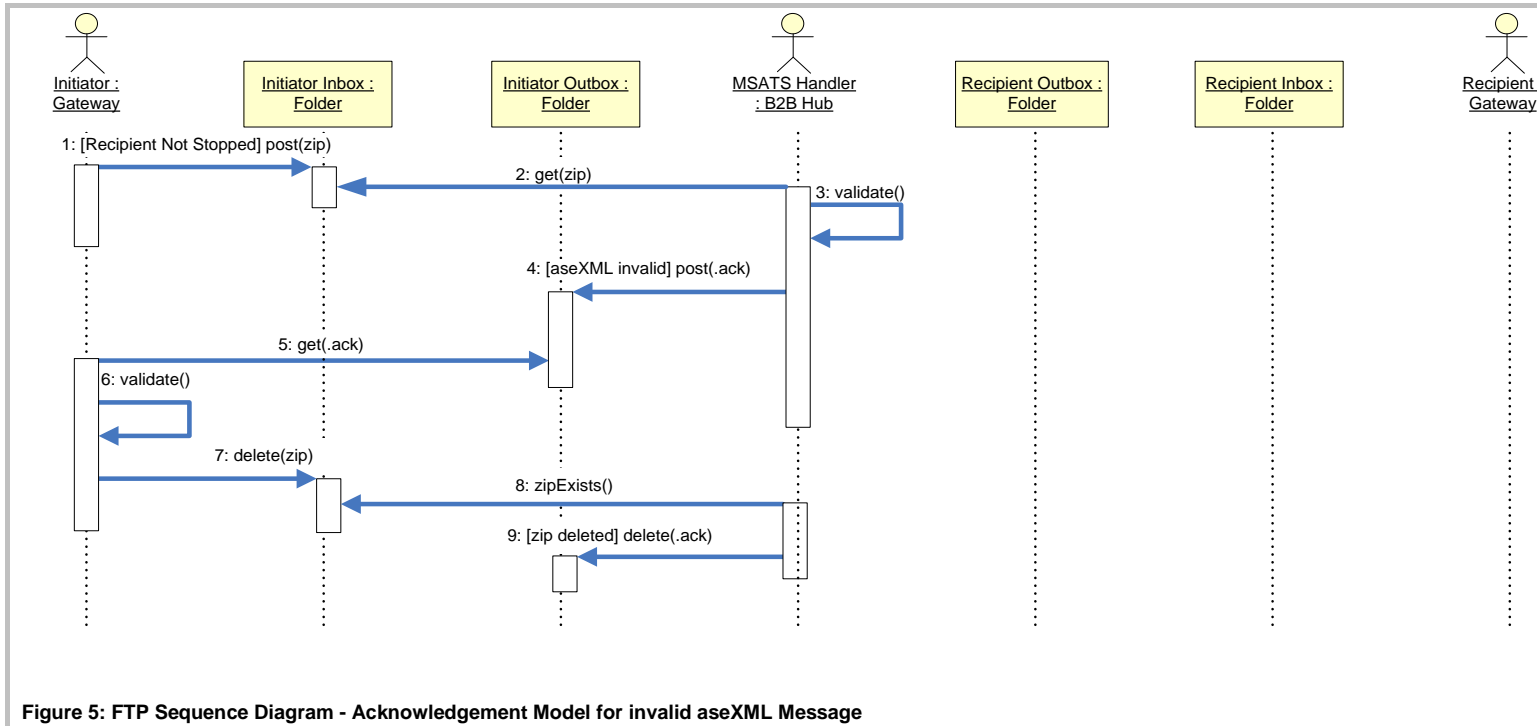 Initiator :
Gateway
Initiator Inbox :
Folder
Initiator Outbox :
Folder
MSATS Handler
: B2B Hub
Recipient Outbox :
Folder
Recipient Inbox :
Folder
Recipient
Gateway
1: [Recipient Not Stopped] post(zip)
2: get(zip)
3: validate()
4: [aseXML invalid] post(.ack)
5: get(.ack)
6: validate()
7: delete(zip)
8: zipExists()
9: [zip deleted] delete(.ack)
Figure 5: FTP Sequence Diagram - Acknowledgement Model for invalid aseXML Message